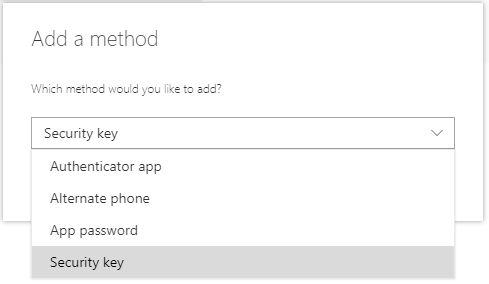 Add a method
Which method would you like to add?
Security key
Authenticator app
Alternate phone
App password
Security key